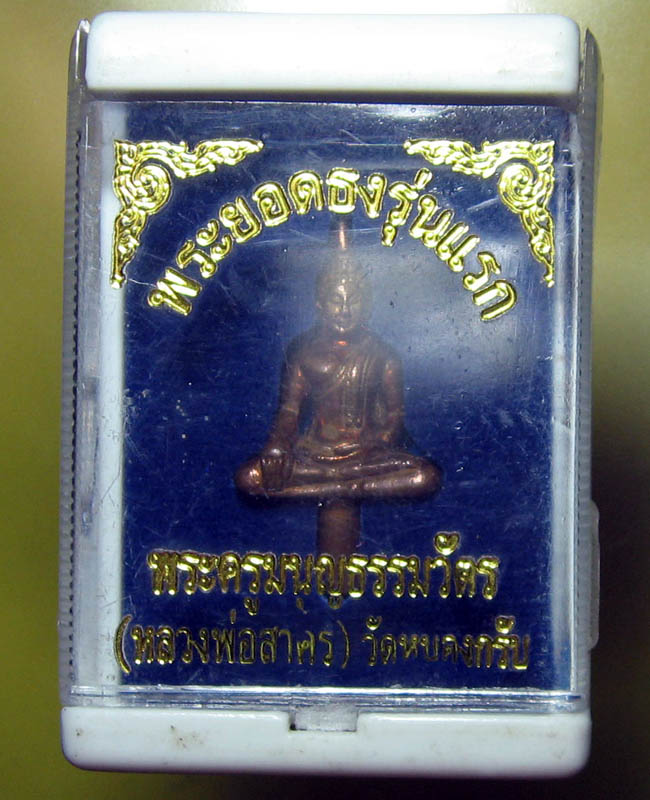 พระยอดธงรุ่นแรก
พระครูมนุญธรรมวัตร
(หลวงพ่อสาคร) วัดหนองกรับ